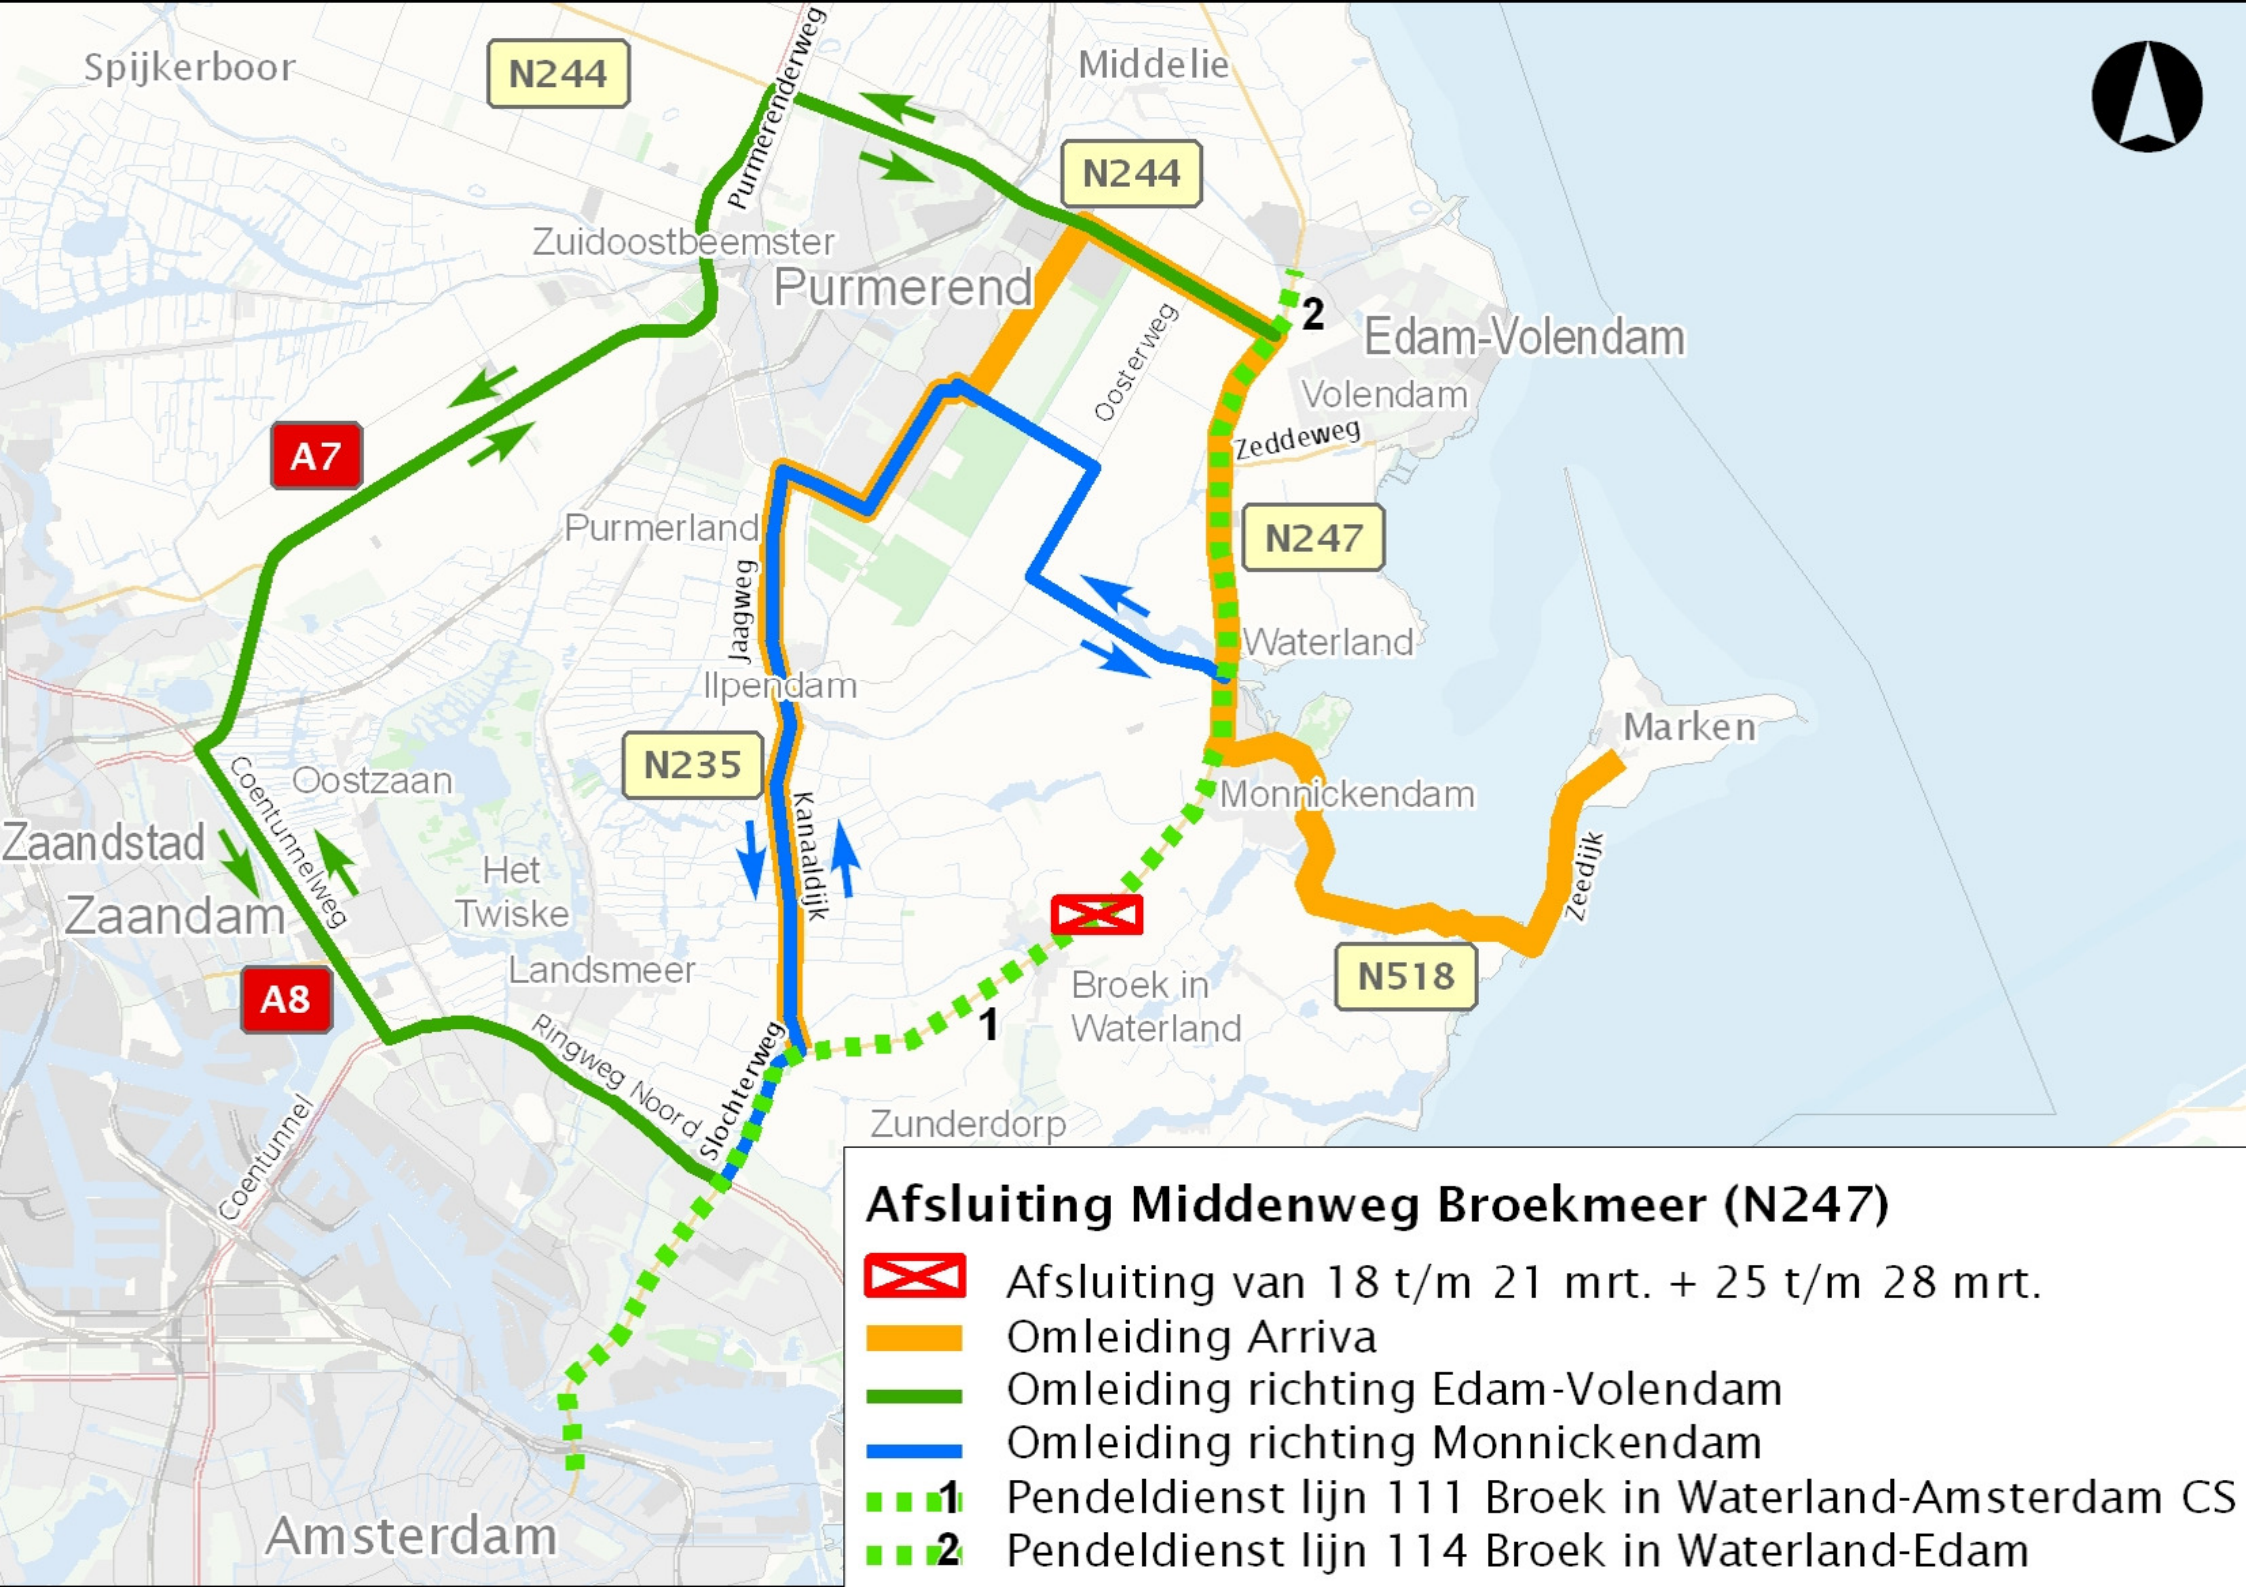 Spijkerboor
N244
Purmerenderweg
Middelie
N244
Zuidoostbeemster
Purmerend
2
Edam-Volendam
Oosterweg
Volendam
Zeddeweg
A7
Purmerland
N247
Jaagweg
Waterland
Ilpendam
Marken
N235
Oostzaan
Coentunnelweg
Monnickendam
Kanaaldijk
Zaandstad
Het
Twiske
Zeedijk
Zaandam
Landsmeer
N518
A8
Broek in
Waterland
1
Ringweg Noord
Slochterweg
Zunderdorp
Coentunnel
Amsterdam
Afsluiting Middenweg Broekmeer (N247)
Afsluiting van 18 t/m 21 mrt. + 25 t/m 28 mrt.
Omleiding Arriva
Omleiding richting Edam-Volendam
Omleiding richting Monnickendam
1 Pendeldienst lijn 111 Broek in Waterland-Amsterdam CS
2 Pendeldienst lijn 114 Broek in Waterland-Edam